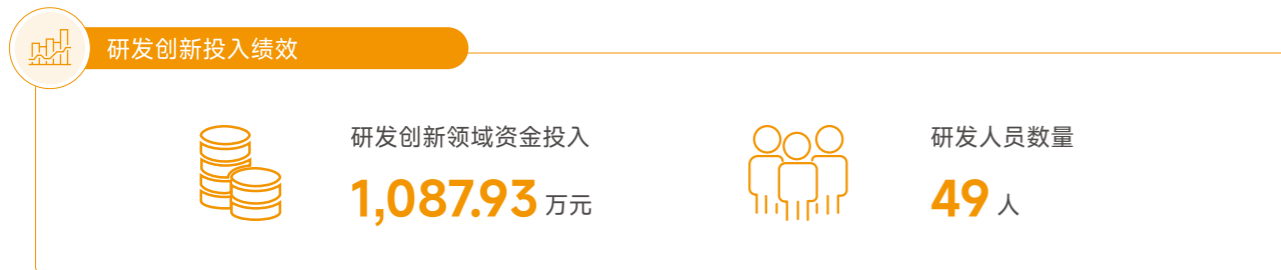 研发创新投入绩效
研发创新领域资金投入
1,087.93 万元
研发人员数量
49 人